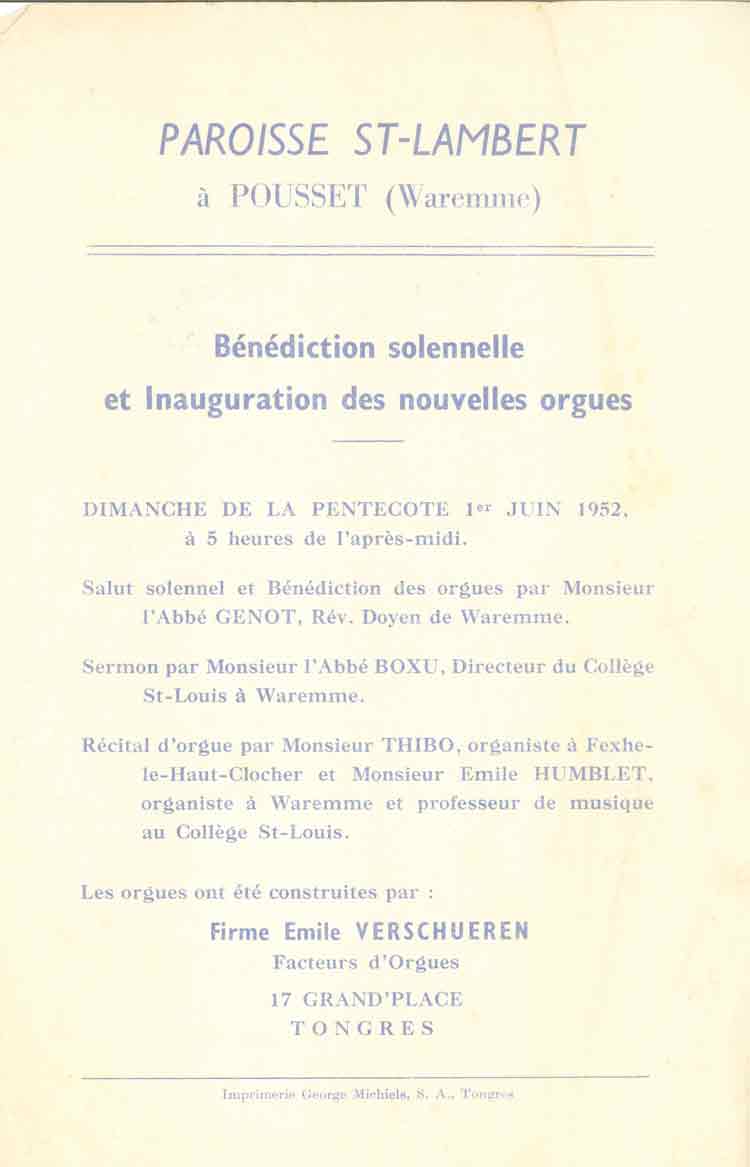 PAROISSE ST-LAMBERT
à POUSSET (Waremme)
Bénédiction solennelle
et Inauguration des nouvelles orgues
DIMANCHE DE LA PENTECOTE 1er JUIN 1952,
à 5 heures de l'après-midi.
Salut solennel et Bénédiction des orgues par Monsieur
l'Abbé GENOT, Rév. Doyen de Waremme.
Sermon par Monsieur l'Abbé BOXU, Directeur du Collège
St-Louis à Waremme.
Récital d'orgue par Monsieur THIBO, organiste à Fexhe-
le-Haut-Clocher et Monsieur Emile HUMBLET,
organiste à Waremme et professeur de musique
au Collège St-Louis.
Les orgues ont été construites par :
Firme Emile VERSCHUEREN
Facteurs d'Orgues
17 GRAND'PLACE
TONGRES
Imprimerie George Michiels, S. A., Tongres